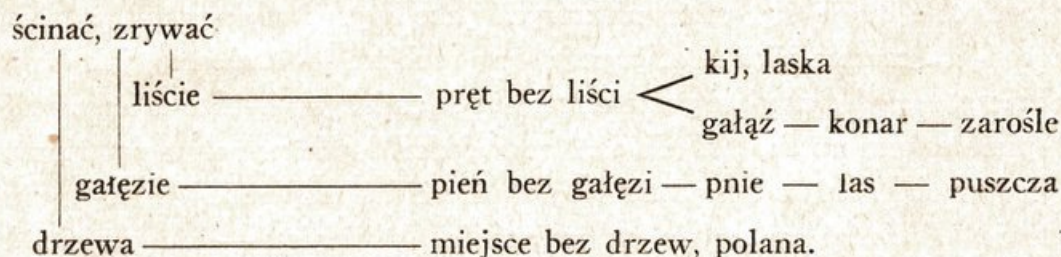 ścinać, zrywać
kij, laska
liście — pręt bez liści
gałąź — konar — zarośle
gałęzie — pień bez gałęzi — pnie — las — puszcza
drzewa — miejsce bez drzew, polana.